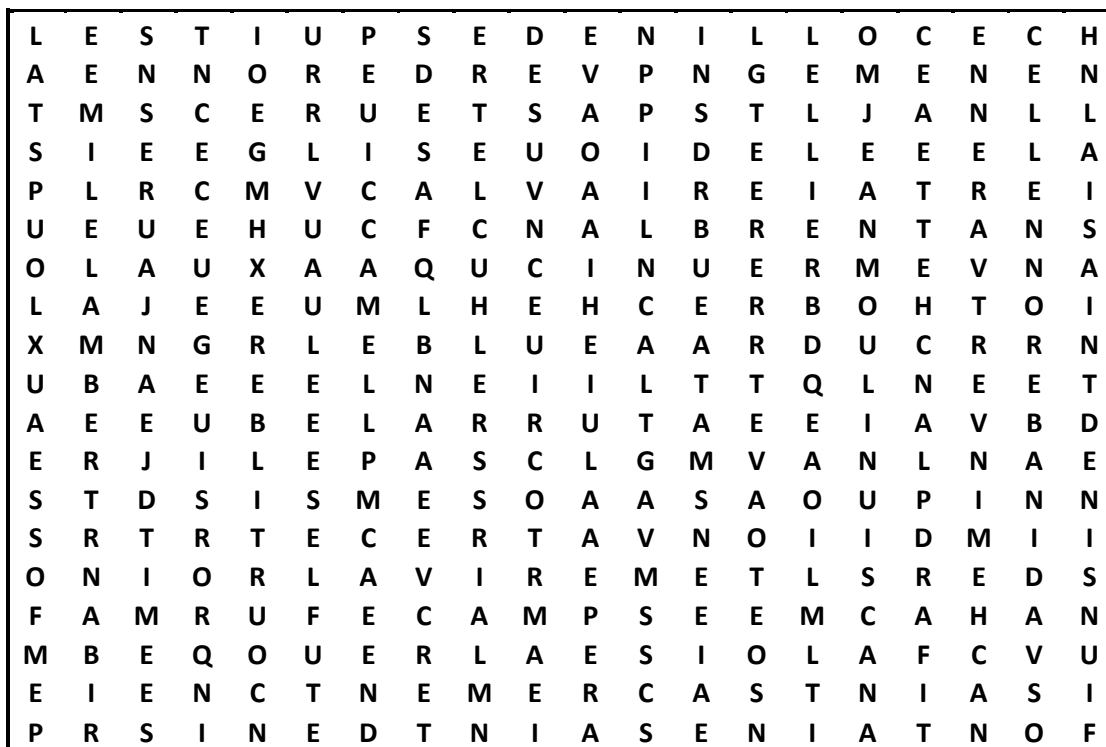 L E S T I U P S E D E N I L L O C E C H
A E N N O R E D R E V P N G E M E N E N
T M S C E R U E T S A P S T L J A N L L
S I E E G L I S E U O I D E L E E E L A
P L R C M V C A L V A I R E I A T R E I
U E U E H U C F C N A L B R E N T A N S
O L A U X A A Q U C I N U E R M E V N A
L A J E E U M L H E H C E R B O H T O I
X M N G R L E B L U E A A R D U C R R N
U B A E E E L N E I I L T T Q L N E E T
A E E U B E L A R R U T A E E I A V B D
E R J I L E P A S C L G M V A N L N A E
S T D S I S M E S O A A S A O U P I N N
S R T R T E C E R T A V N O I I D M I I
O N I O R L A V I R E M E T L S R E D S
F A M R U F E C A M P S E E M C A H A N
M B E Q O U E R L A E S I O L A F C V U
E I E N C T N E M E R C A S T N I A S I
P R S I N E D T N I A S E N I A T N O F